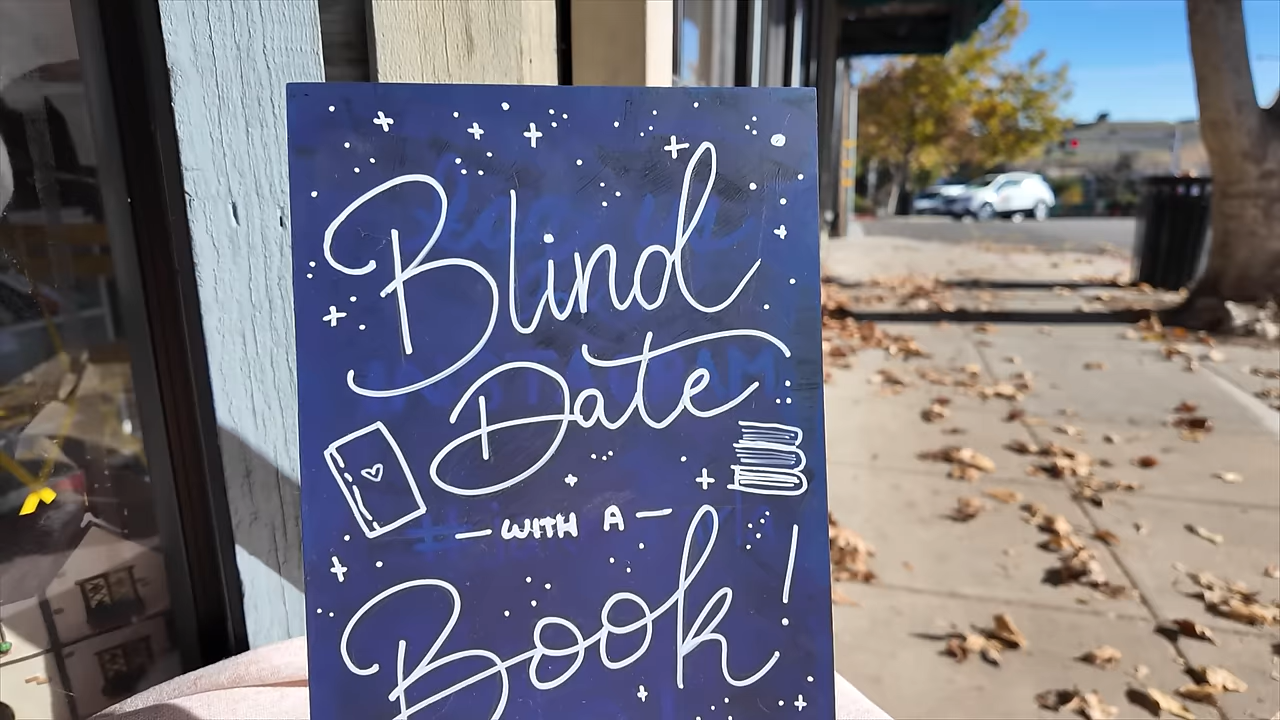 Blind
Date
— WITH A —
Book!